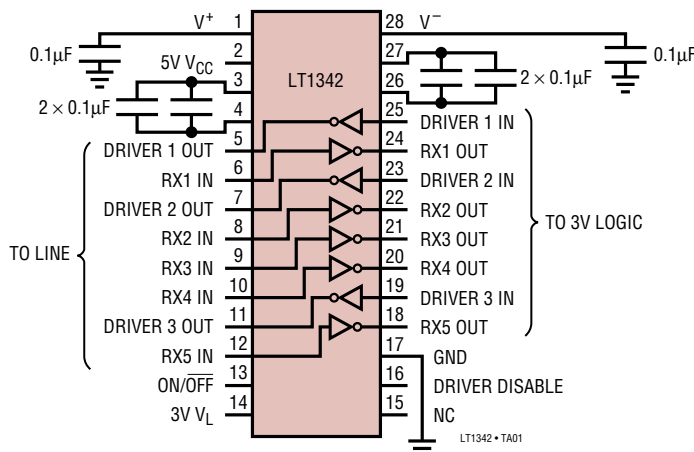 V+ 1 28 V−
0.1µF 27 0.1µF
5V VCC 2
3 LT1342 26 2 × 0.1µF
2 × 0.1µF 4 25 DRIVER 1 IN
DRIVER 1 OUT 5 24 RX1 OUT
RX1 IN 6 23 DRIVER 2 IN
DRIVER 2 OUT 7 22 RX2 OUT
TO LINE RX2 IN 8 21 RX3 OUT TO 3V LOGIC
RX3 IN 9 20 RX4 OUT
RX4 IN 10 19 DRIVER 3 IN
DRIVER 3 OUT 11 18 RX5 OUT
RX5 IN 12 17 GND
ON/OFF 13 16 DRIVER DISABLE
3V VL 14 15 NC
LT1342 • TA01